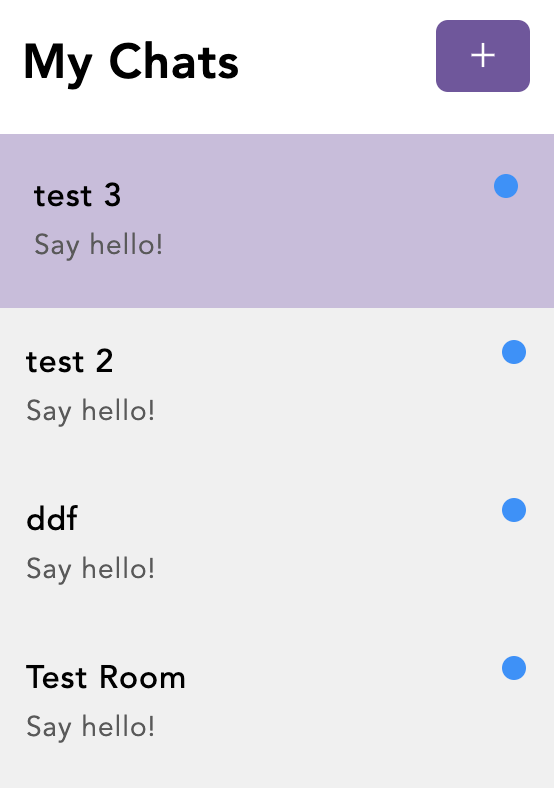 My Chats
+
test 3
Say hello!
test 2
Say hello!
ddf
Say hello!
Test Room
Say hello!